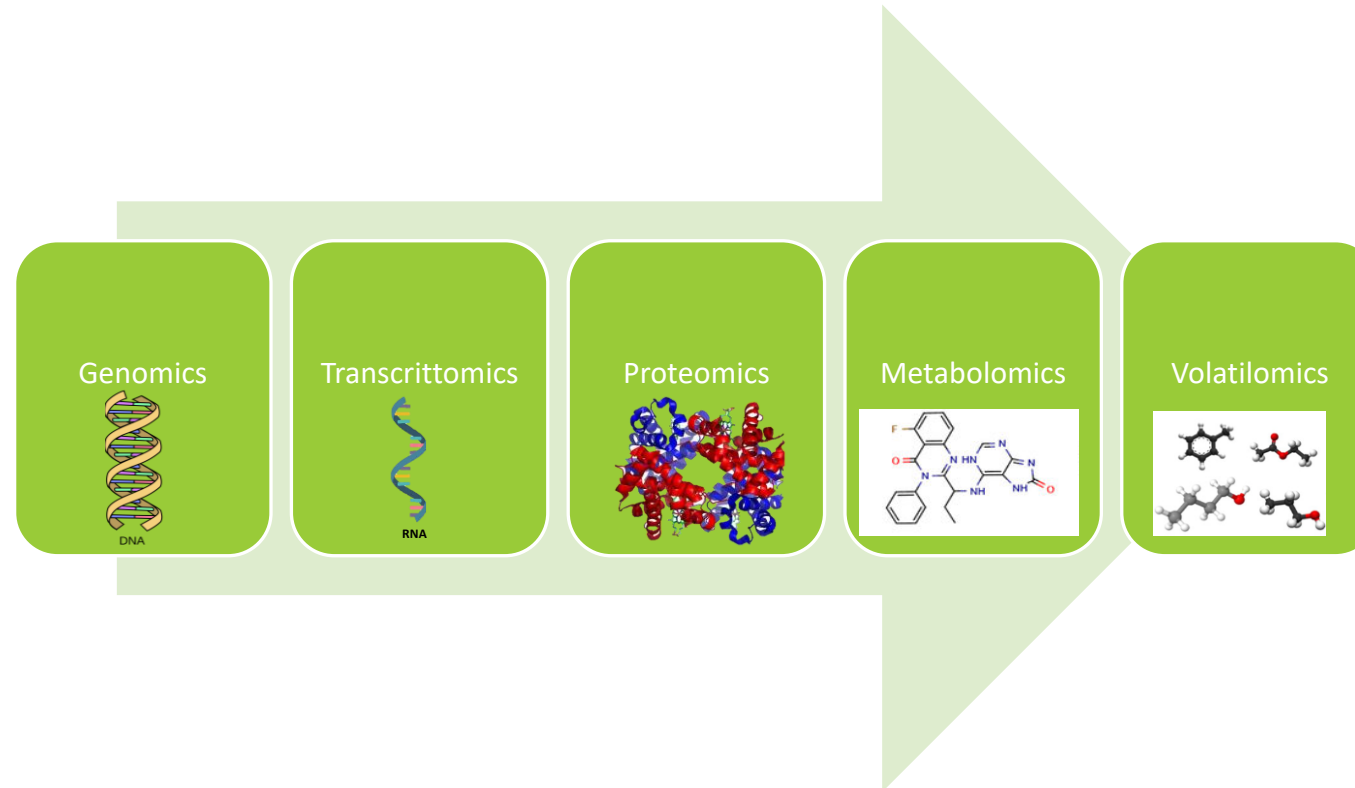 Genomics
Transcrittomics
Proteomics
Metabolomics
Volatilomics
DNA
RNA
F
O
N
N
HN
N
N
N
NH
NH
O